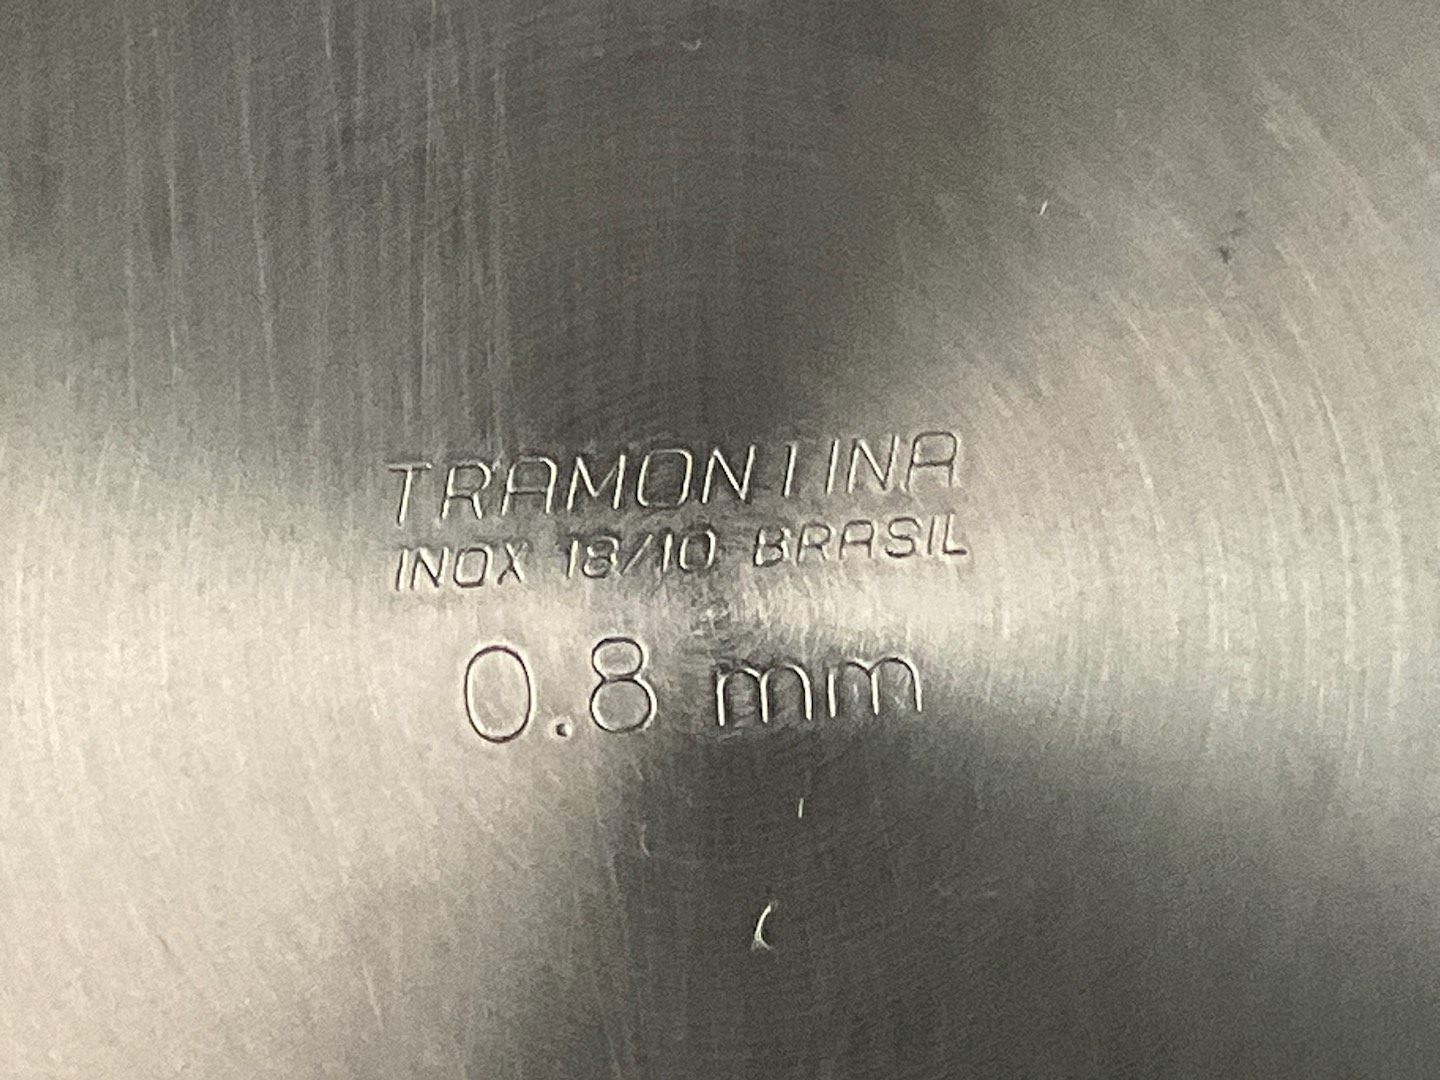 TRAMONTINA
INOX 18/10 BRASIL
0.8 mm